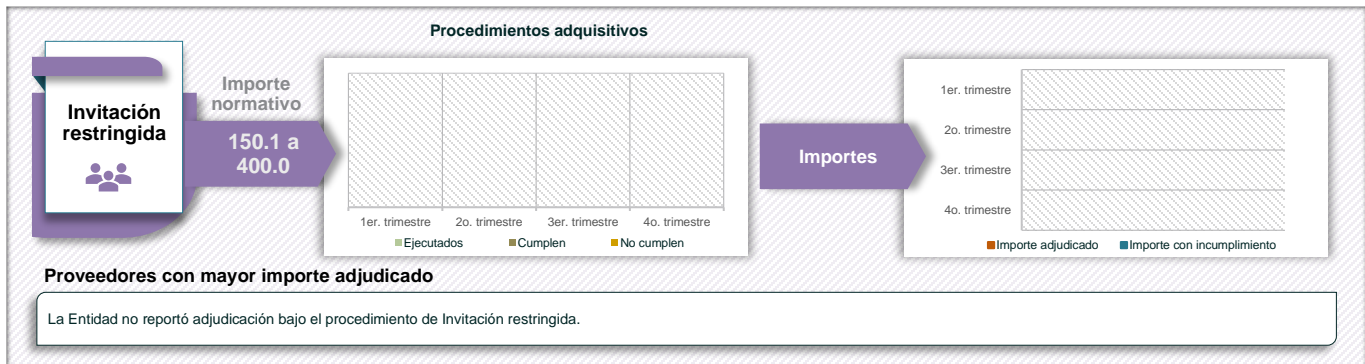 Procedimientos adquisitivos
Invitación
restringida
Importe
normativo
150.1 a
400.0
1er. trimestre
2o. trimestre
3er. trimestre
4o. trimestre
Ejecutados
Cumplen
No cumplen
Importes
1er. trimestre
2o. trimestre
3er. trimestre
4o. trimestre
Importe adjudicado
Importe con incumplimiento
Proveedores con mayor importe adjudicado
La Entidad no reportó adjudicación bajo el procedimiento de Invitación restringida.